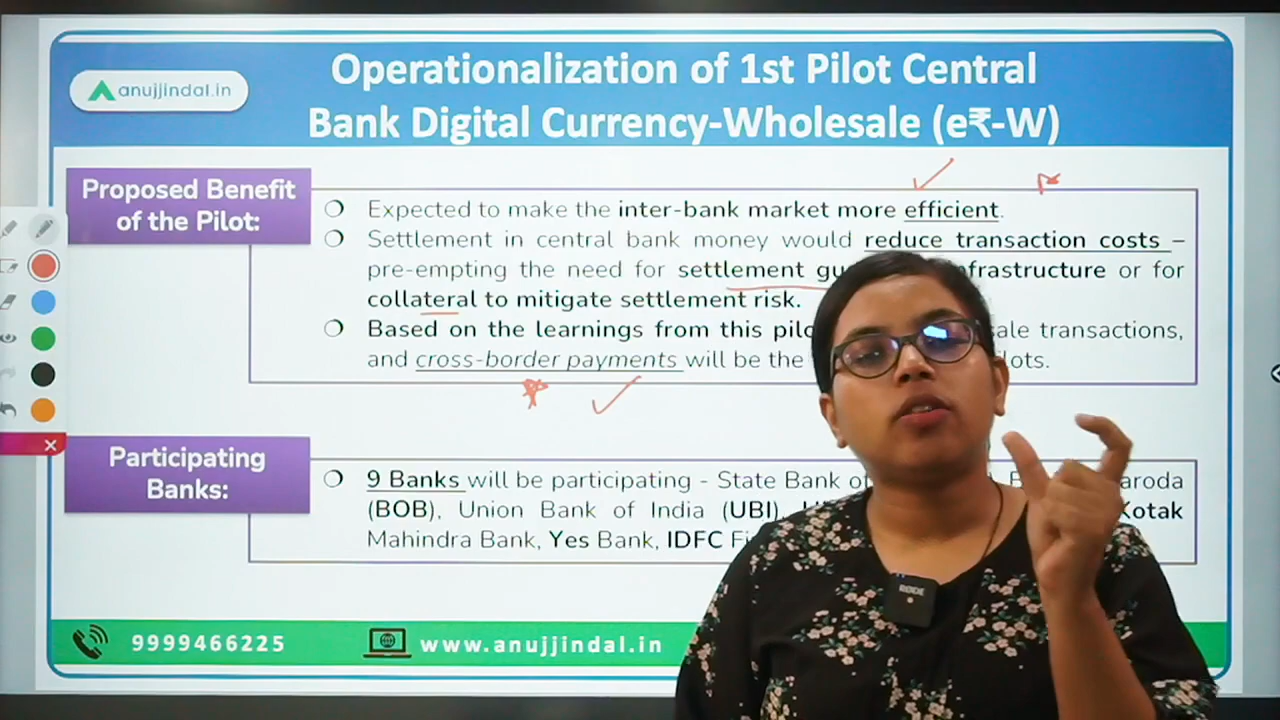 Operationalization of 1st Pilot Central
Bank Digital Currency-Wholesale (e₹-W)
anujjindal.in
Proposed Benefit
of the Pilot:
Expected to make the inter-bank market more efficient.
Settlement in central bank money would reduce transaction costs –
pre-empting the need for settlement infrastructure or for
collateral to mitigate settlement risk.
Based on the learnings from this transactions,
and cross-border payments will be the
Participating
Banks:
9 Banks will be participating - State Bank of
(BOB), Union Bank of India (UBI), Kotak
Mahindra Bank, Yes Bank, IDFC
9999466225
www.anujjindal.in